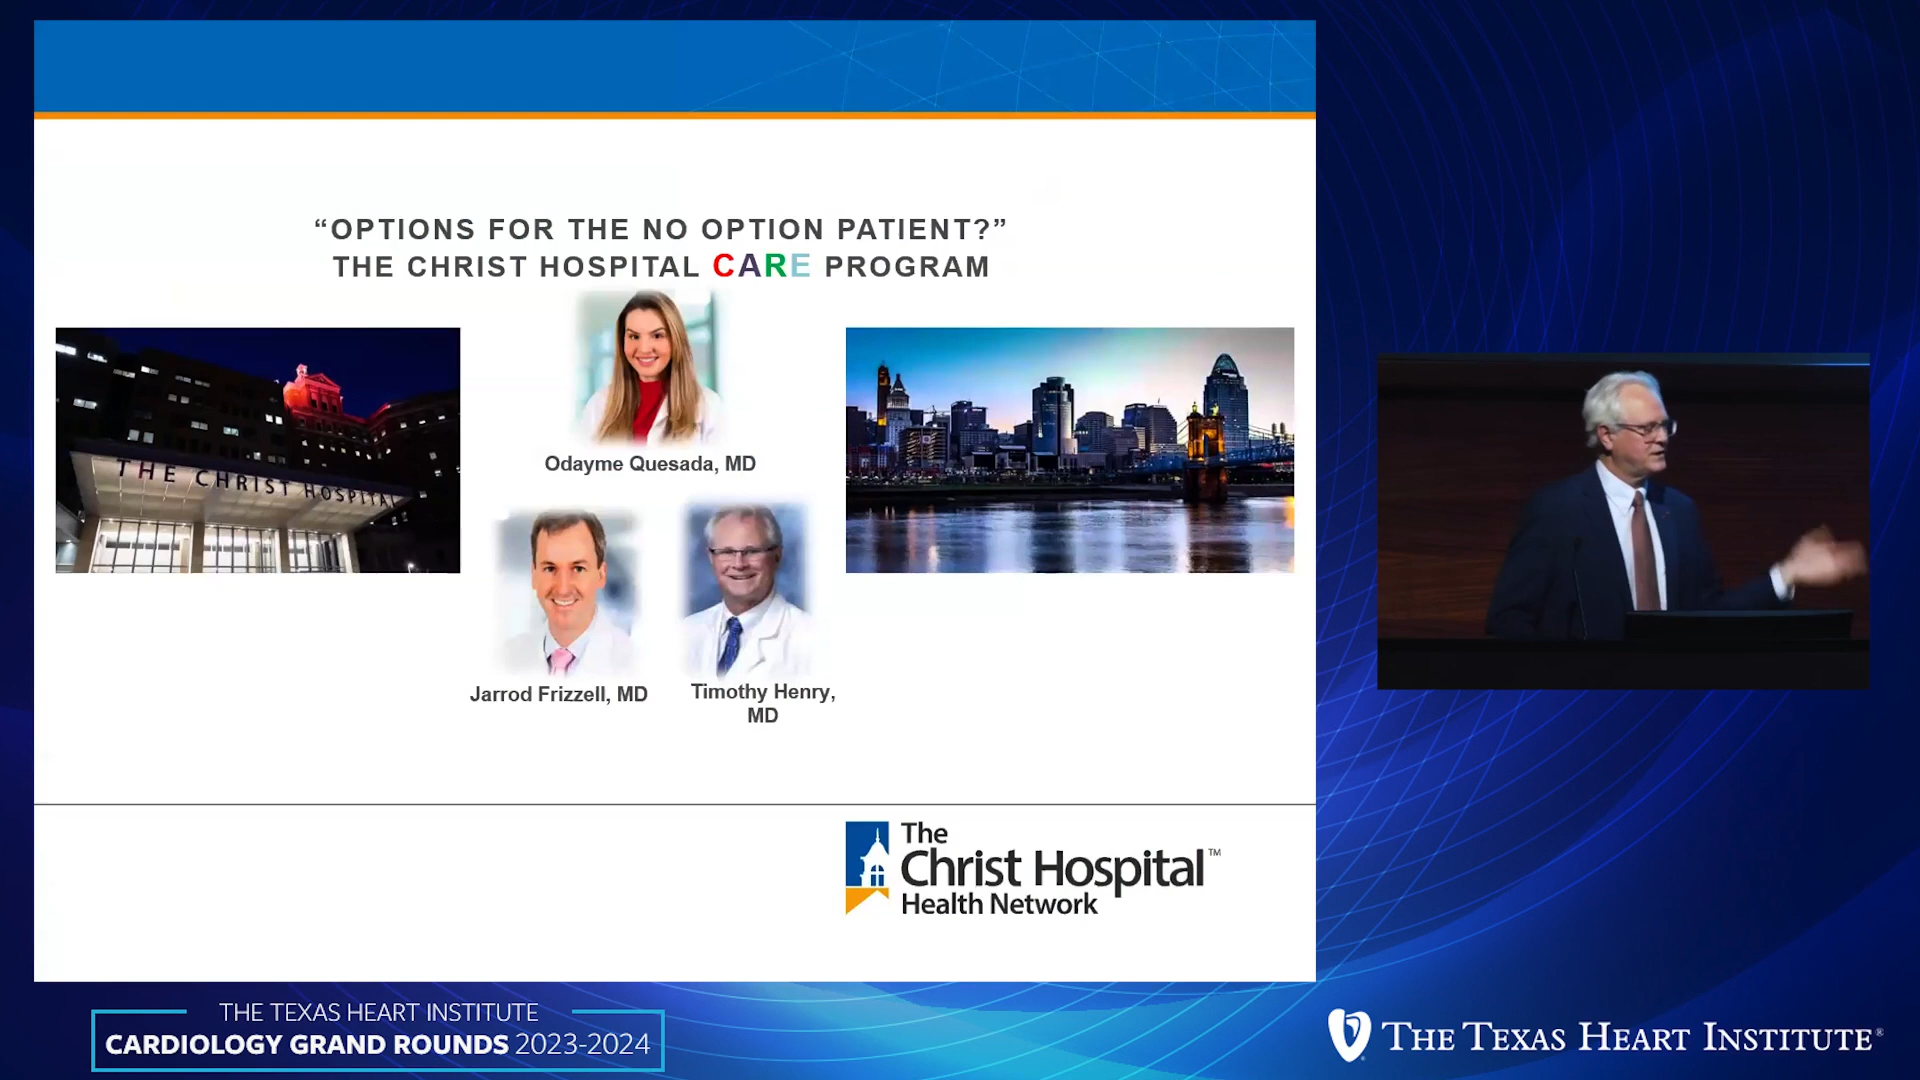 “OPTIONS FOR THE NO OPTION PATIENT?”
THE CHRIST HOSPITAL CARE PROGRAM
THE CHRIST HOSPITAL
Odayme Quesada, MD
Jarrod Frizzell, MD
Timothy Henry,
MD
The
Christ Hospital™
Health Network
THE TEXAS HEART INSTITUTE
CARDIOLOGY GRAND ROUNDS 2023-2024
THE TEXAS HEART INSTITUTE®